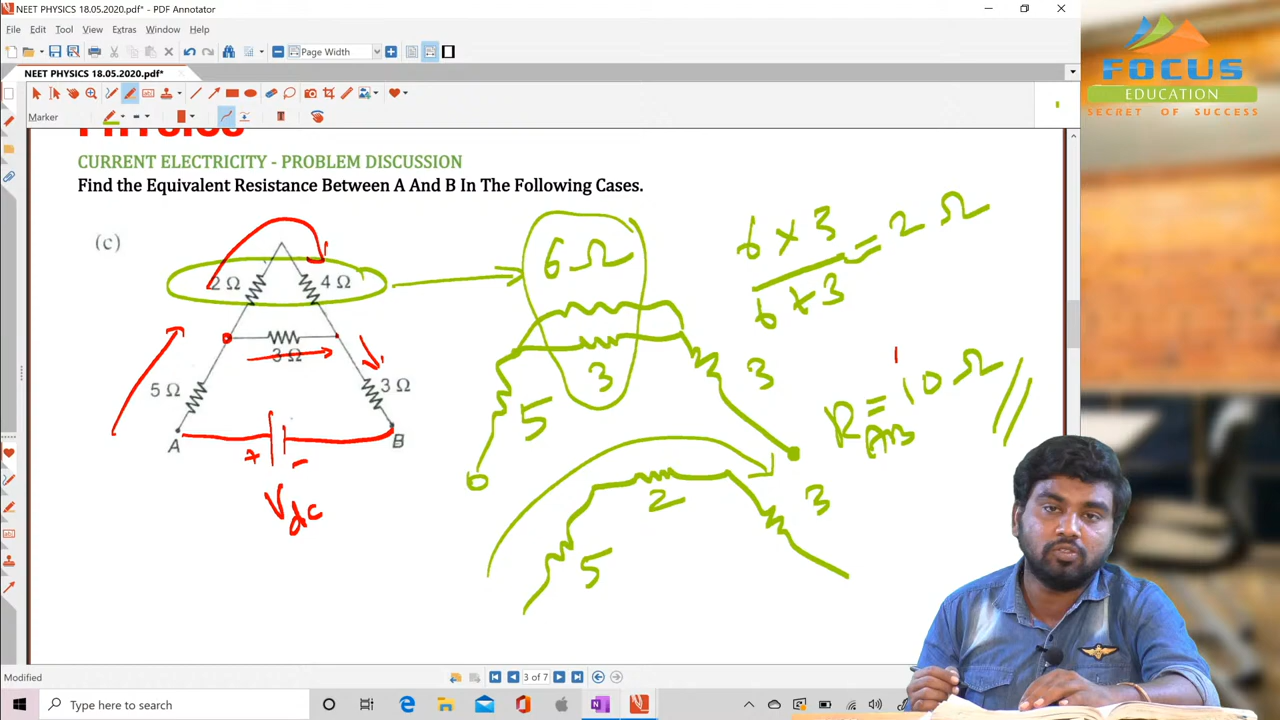 NEET PHYSICS 18.05.2020.pdf* - PDF Annotator
File Edit Tool View Extras Window Help
Page Width
NEET PHYSICS 18.05.2020.pdf*
Marker
FOCUS
EDUCATION
SECRET OF SUCCESS
PHYSICS
CURRENT ELECTRICITY - PROBLEM DISCUSSION
Find the Equivalent Resistance Between A And B In The Following Cases.
(c)
2 Ω
4 Ω
3 Ω
5 Ω
3 Ω
A
B
+ -
Vdc
6 Ω
3
5
3
6 × 3
6 + 3
= 2 Ω
R AB = 10 Ω //
2
5
3
Modified
3 of 7
Type here to search